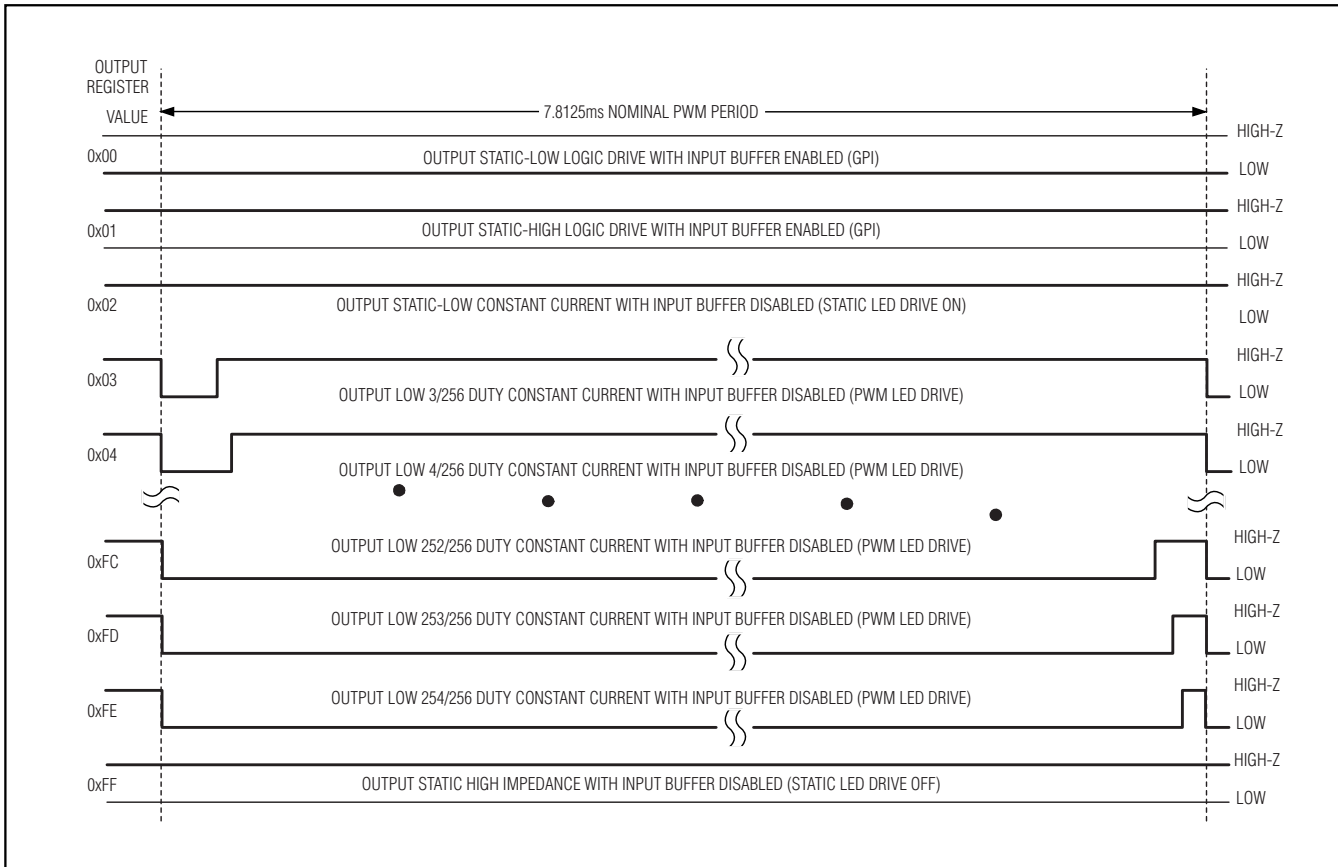 OUTPUT
REGISTER
VALUE
7.8125ms NOMINAL PWM PERIOD
HIGH-Z
0x00
OUTPUT STATIC-LOW LOGIC DRIVE WITH INPUT BUFFER ENABLED (GPI)
LOW
HIGH-Z
0x01
OUTPUT STATIC-HIGH LOGIC DRIVE WITH INPUT BUFFER ENABLED (GPI)
LOW
HIGH-Z
0x02
OUTPUT STATIC-LOW CONSTANT CURRENT WITH INPUT BUFFER DISABLED (STATIC LED DRIVE ON)
LOW
HIGH-Z
0x03
OUTPUT LOW 3/256 DUTY CONSTANT CURRENT WITH INPUT BUFFER DISABLED (PWM LED DRIVE)
LOW
HIGH-Z
0x04
OUTPUT LOW 4/256 DUTY CONSTANT CURRENT WITH INPUT BUFFER DISABLED (PWM LED DRIVE)
LOW
HIGH-Z
0xFC
OUTPUT LOW 252/256 DUTY CONSTANT CURRENT WITH INPUT BUFFER DISABLED (PWM LED DRIVE)
LOW
HIGH-Z
0xFD
OUTPUT LOW 253/256 DUTY CONSTANT CURRENT WITH INPUT BUFFER DISABLED (PWM LED DRIVE)
LOW
HIGH-Z
0xFE
OUTPUT LOW 254/256 DUTY CONSTANT CURRENT WITH INPUT BUFFER DISABLED (PWM LED DRIVE)
LOW
HIGH-Z
0xFF
OUTPUT STATIC HIGH IMPEDANCE WITH INPUT BUFFER DISABLED (STATIC LED DRIVE OFF)
LOW